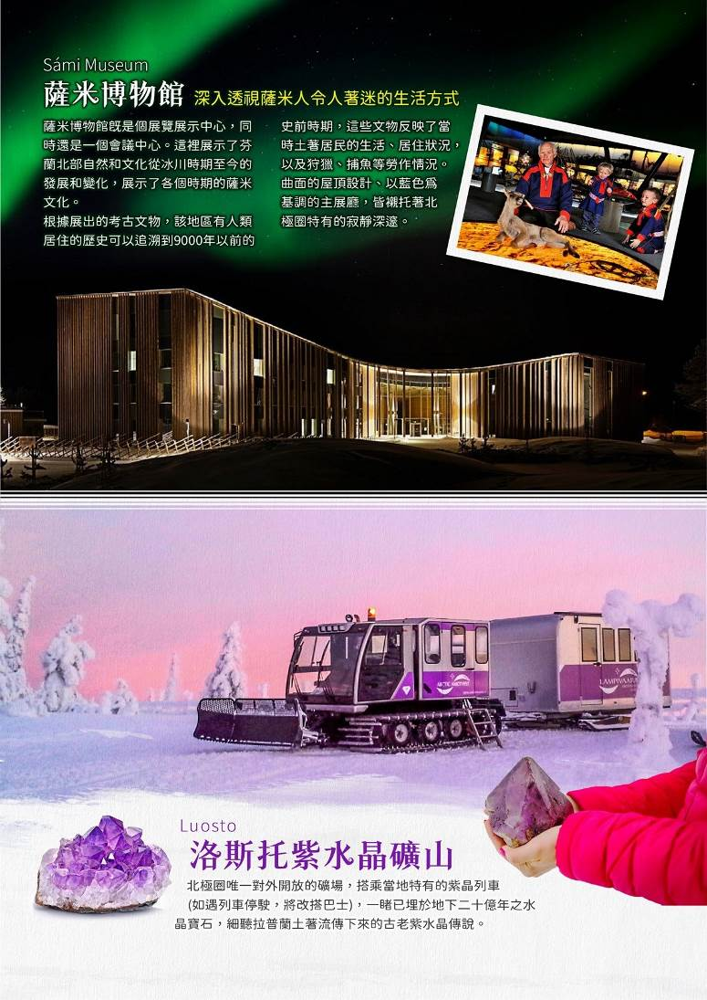 Sámi Museum
薩米博物館 深入透視薩米人令人著迷的生活方式
薩米博物館既是個展覽展示中心，同
時還是一個會議中心。這裡展示了芬
蘭北部自然和文化從冰川時期至今的
發展和變化，展示了各個時期的薩米
文化。
根據展出的考古文物，該地區有人類
居住的歷史可以追溯到9000年以前的
史前時期，這些文物反映了當
時土著居民的生活、居住狀況，
以及狩獵、捕魚等勞作情況。
曲面的屋頂設計、以藍色為
基調的主展廳，皆襯托著北
極圈特有的寂靜深邃。
ARCTIC AMETHYST
LAMPIVAARA
Luosto
洛斯托紫水晶礦山
北極圈唯一對外開放的礦場，搭乘當地特有的紫晶列車
(如遇列車停駛，將改搭巴士)，一睹已埋於地下二十億年之水
晶寶石，細聽拉普蘭土著流傳下來的古老紫水晶傳說。